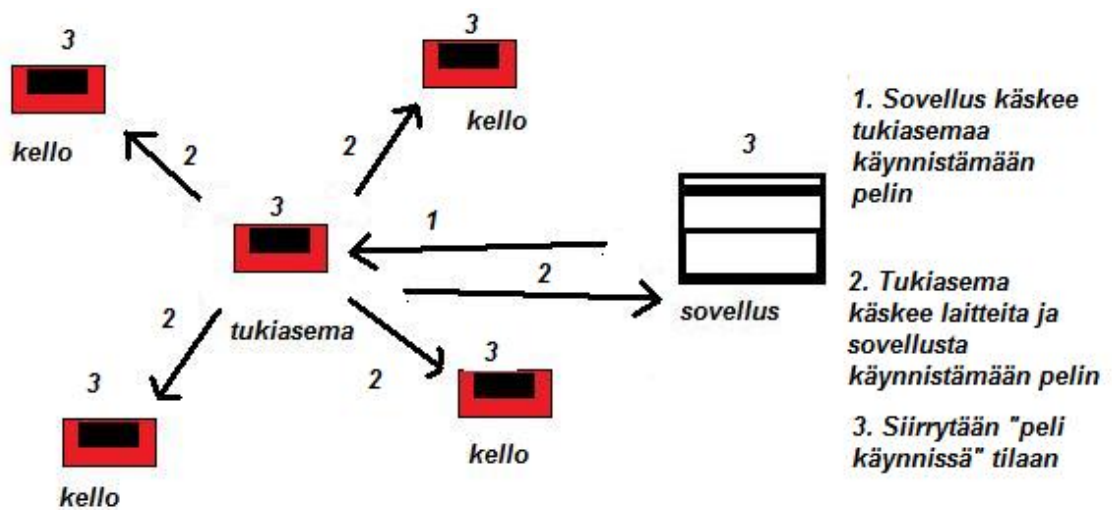 3
kello
2
3
kello
2
3
tukiasema
1
2
3
sovellus
2
3
kello
2
3
kello
1. Sovellus käskee
tukiasemaa
käynnistämään
pelin
2. Tukiasema
käskee laitteita ja
sovellusta
käynnistämään pelin
3. Siirrytään "peli
käynnissä" tilaan